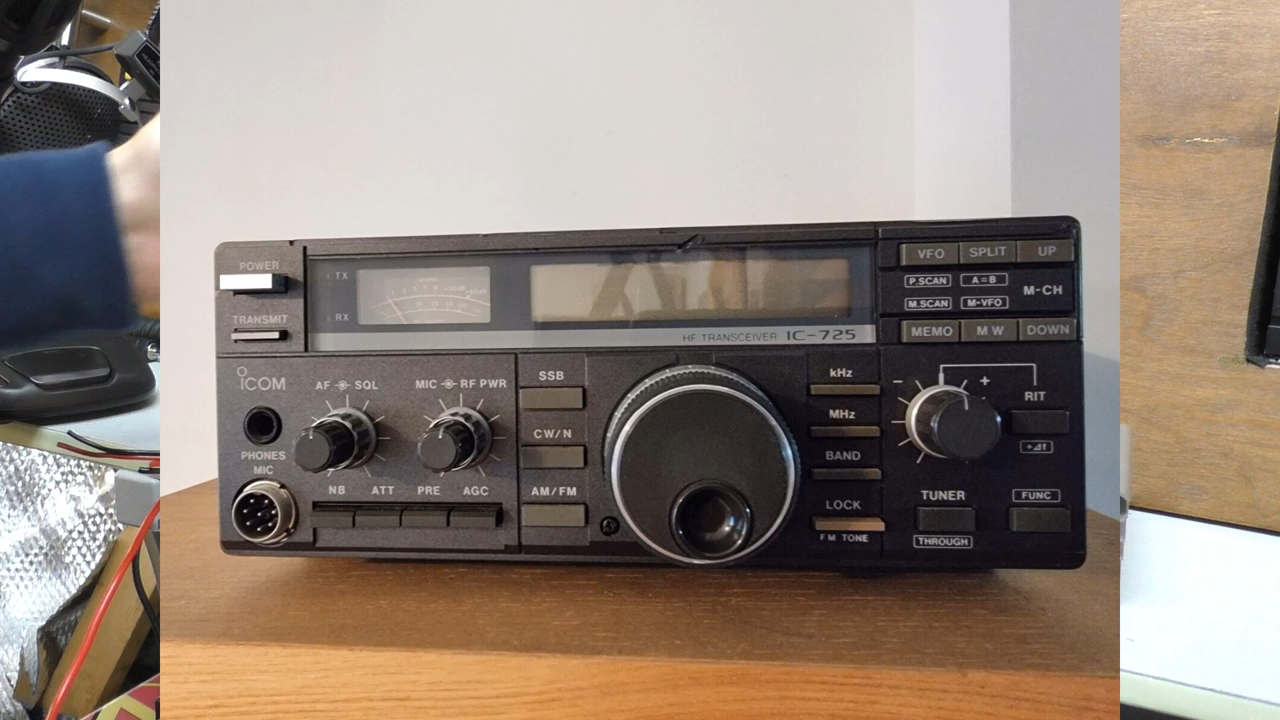 POWER
TRANSMIT
TX
RX
HF TRANSCEIVER IC-725
VFO SPLIT UP
P.SCAN A=B
M-CH
M.SCAN M▸VFO
MEMO M W DOWN
ICOM
AF SQL
MIC RF PWR
PHONES
MIC
NB ATT PRE AGC
SSB
CW/N
AM/FM
kHz
MHz
BAND
LOCK
FM TONE
− +
RIT
+⊿f
TUNER
THROUGH
FUNC